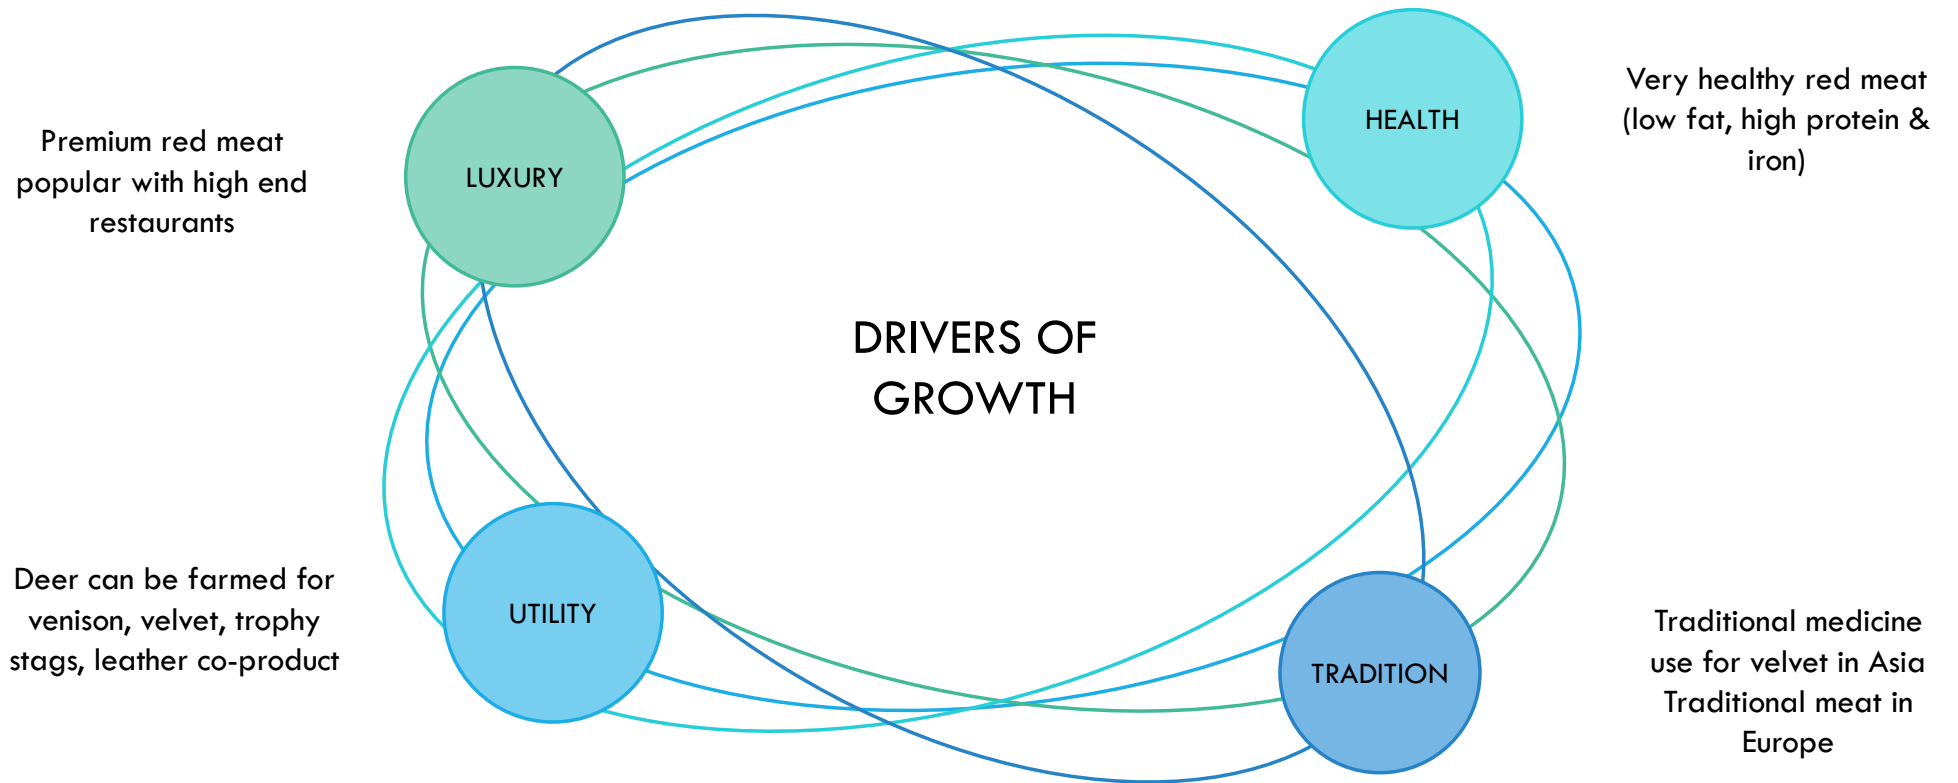 Premium red meat
popular with high end
restaurants
LUXURY
HEALTH
Very healthy red meat
(low fat, high protein &
iron)
DRIVERS OF
GROWTH
Deer can be farmed for
venison, velvet, trophy
stags, leather co-product
UTILITY
TRADITION
Traditional medicine
use for velvet in Asia
Traditional meat in
Europe